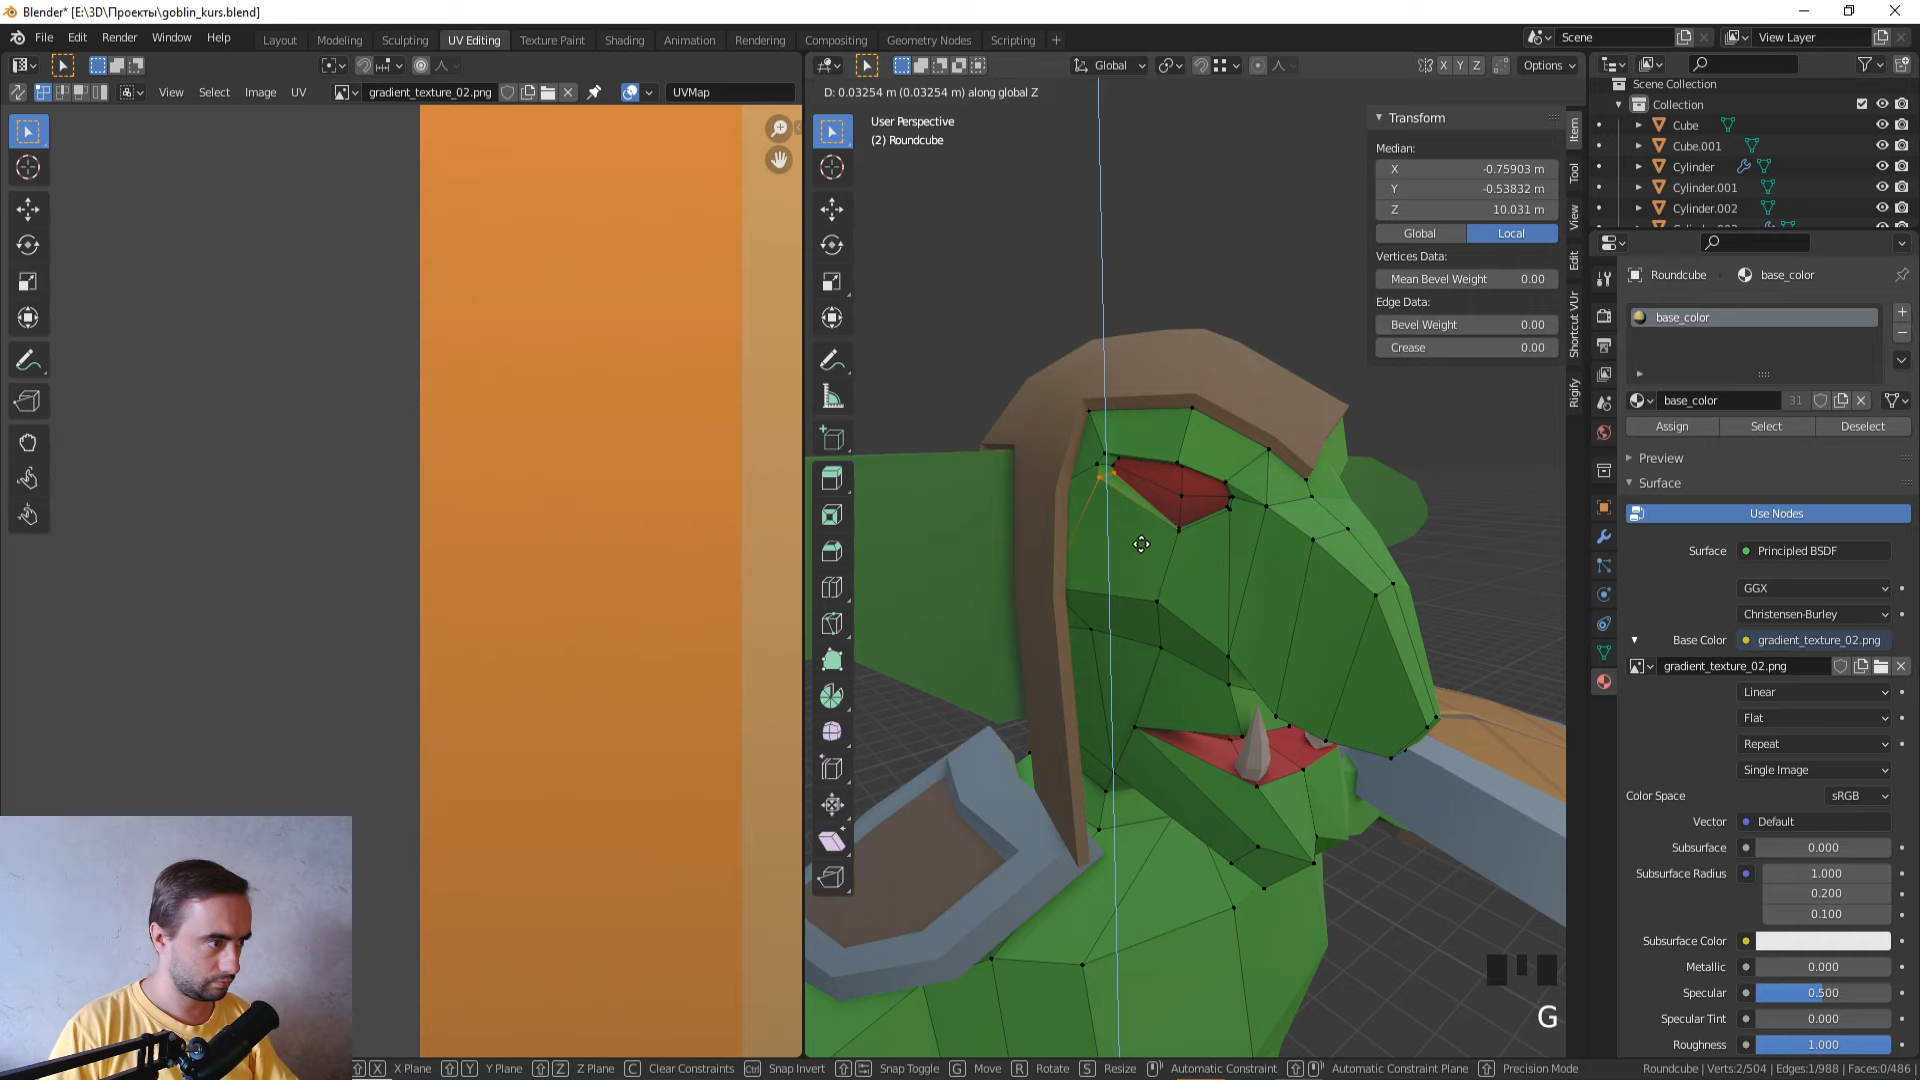 Blender* [E:\3D\Проекты\goblin_kurs.blend]
File Edit Render Window Help
Layout Modeling Sculpting UV Editing Texture Paint Shading Animation Rendering Compositing Geometry Nodes Scripting +
Scene
View Layer
View Select Image UV
gradient_texture_02.png
UVMap
Global
X Y Z
Options
D: 0.03254 m (0.03254 m) along global Z
User Perspective
(2) Roundcube
Transform
Median:
X -0.75903 m
Y -0.53832 m
Z 10.031 m
Global Local
Vertices Data:
Mean Bevel Weight 0.00
Edge Data:
Bevel Weight 0.00
Crease 0.00
Item
Tool
View
Edit
Shortcut VUr
Rigify
G
Scene Collection
Collection
Cube
Cube.001
Cylinder
Cylinder.001
Cylinder.002
Roundcube base_color
base_color
base_color 31
Assign Select Deselect
Preview
Surface
Use Nodes
Surface Principled BSDF
GGX
Christensen-Burley
Base Color gradient_texture_02.png
gradient_texture_02.png
Linear
Flat
Repeat
Single Image
Color Space sRGB
Vector Default
Subsurface 0.000
Subsurface Radius 1.000
0.200
0.100
Subsurface Color
Metallic 0.000
Specular 0.500
Specular Tint 0.000
Roughness 1.000
X X Plane Y Y Plane Z Z Plane C Clear Constraints Ctrl Snap Invert Snap Toggle G Move R Rotate S Resize Automatic Constraint Automatic Constraint Plane Precision Mode
Roundcube | Verts:2/504 | Edges:1/988 | Faces:0/486